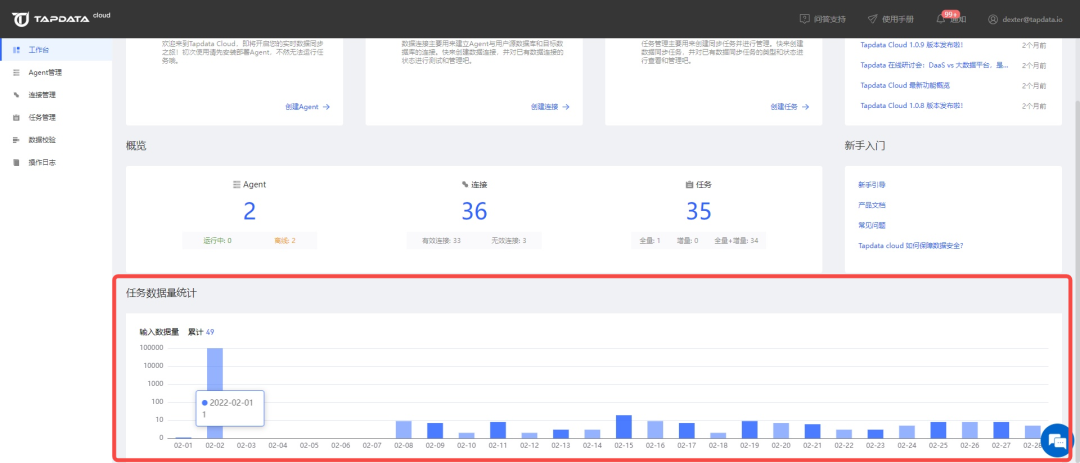 TAPDATA cloud
问答支持
使用手册
99+
通知
dexter@tapdata.io
工作台
Agent管理
连接管理
任务管理
数据校验
操作日志
欢迎来到Tapdata Cloud，即将开启您的实时数据同步
之旅！初次使用请先安装部署Agent，不然无法运行任
务哦。
创建Agent →
数据连接主要用来建立Agent与用户源数据库和目标数
据库的连接。快来创建数据连接，并对已有数据连接的
状态进行测试和管理吧。
创建连接 →
任务管理主要用来创建同步任务并进行管理。快来创建
数据同步任务，并对已有数据同步任务的类型和状态进
行查看和管理吧。
创建任务 →
Tapdata Cloud 1.0.9 版本发布啦！ 2个月前
Tapdata 在线研讨会：DaaS vs 大数据平台，是... 2个月前
Tapdata Cloud 最新功能概览 2个月前
Tapdata Cloud 1.0.8 版本发布啦！ 2个月前
概览
Agent
2
运行中: 0 离线: 2
连接
36
有效连接: 33 无效连接: 3
任务
35
全量: 1 增量: 0 全量+增量: 34
新手入门
新手引导
产品文档
常见问题
Tapdata cloud 如何保障数据安全?
任务数据量统计
输入数据量 累计 49
100000
10000
1000
100
10
0
2022-02-01
1
02-01 02-02 02-03 02-04 02-05 02-06 02-07 02-08 02-09 02-10 02-11 02-12 02-13 02-14 02-15 02-16 02-17 02-18 02-19 02-20 02-21 02-22 02-23 02-24 02-25 02-26 02-27 02-28